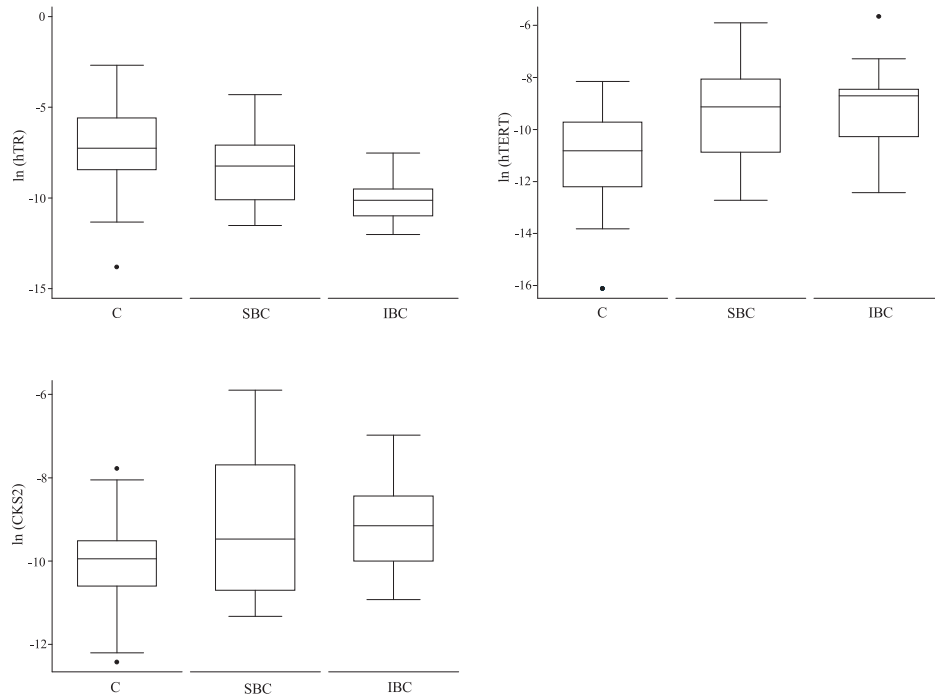 0
-5
-10
-15
ln (hTR)
C SBC IBC
-6
-8
-10
-12
-14
-16
ln (hTERT)
C SBC IBC
-6
-8
-10
-12
ln (CKS2)
C SBC IBC